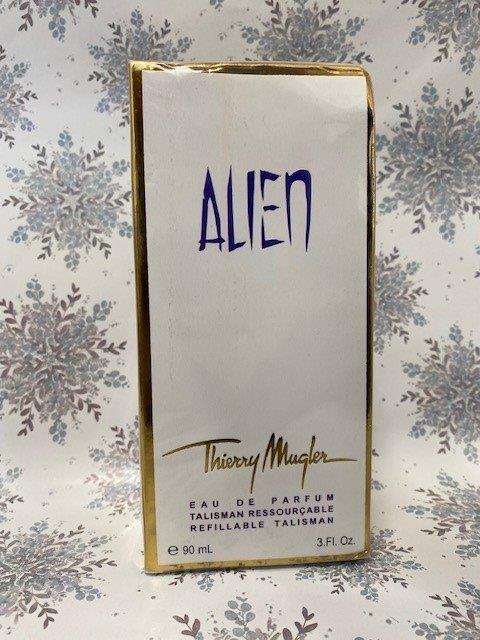 ALIEN
Thierry Mugler
EAU DE PARFUM
TALISMAN RESSOURÇABLE
REFILLABLE TALISMAN
℮ 90 mL 3.Fl. Oz.